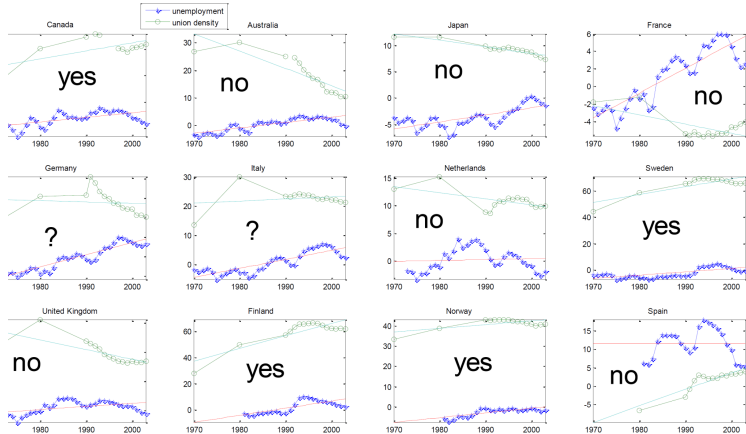 unemployment
union density
Canada
Australia
Japan
France
yes
no
no
no
30
20
10
0
10
5
0
-5
6
4
2
0
-2
-4
1980 1990 2000
1970 1980 1990 2000
1970 1980 1990 2000
1970 1980 1990 2000
Germany
Italy
Netherlands
Sweden
?
?
no
yes
30
20
10
0
15
10
5
0
60
40
20
0
1980 1990 2000
1970 1980 1990 2000
1970 1980 1990 2000
1970 1980 1990 2000
United Kingdom
Finland
Norway
Spain
no
yes
yes
no
60
40
20
0
40
30
20
10
0
15
10
5
0
-5
1980 1990 2000
1970 1980 1990 2000
1970 1980 1990 2000
1970 1980 1990 2000